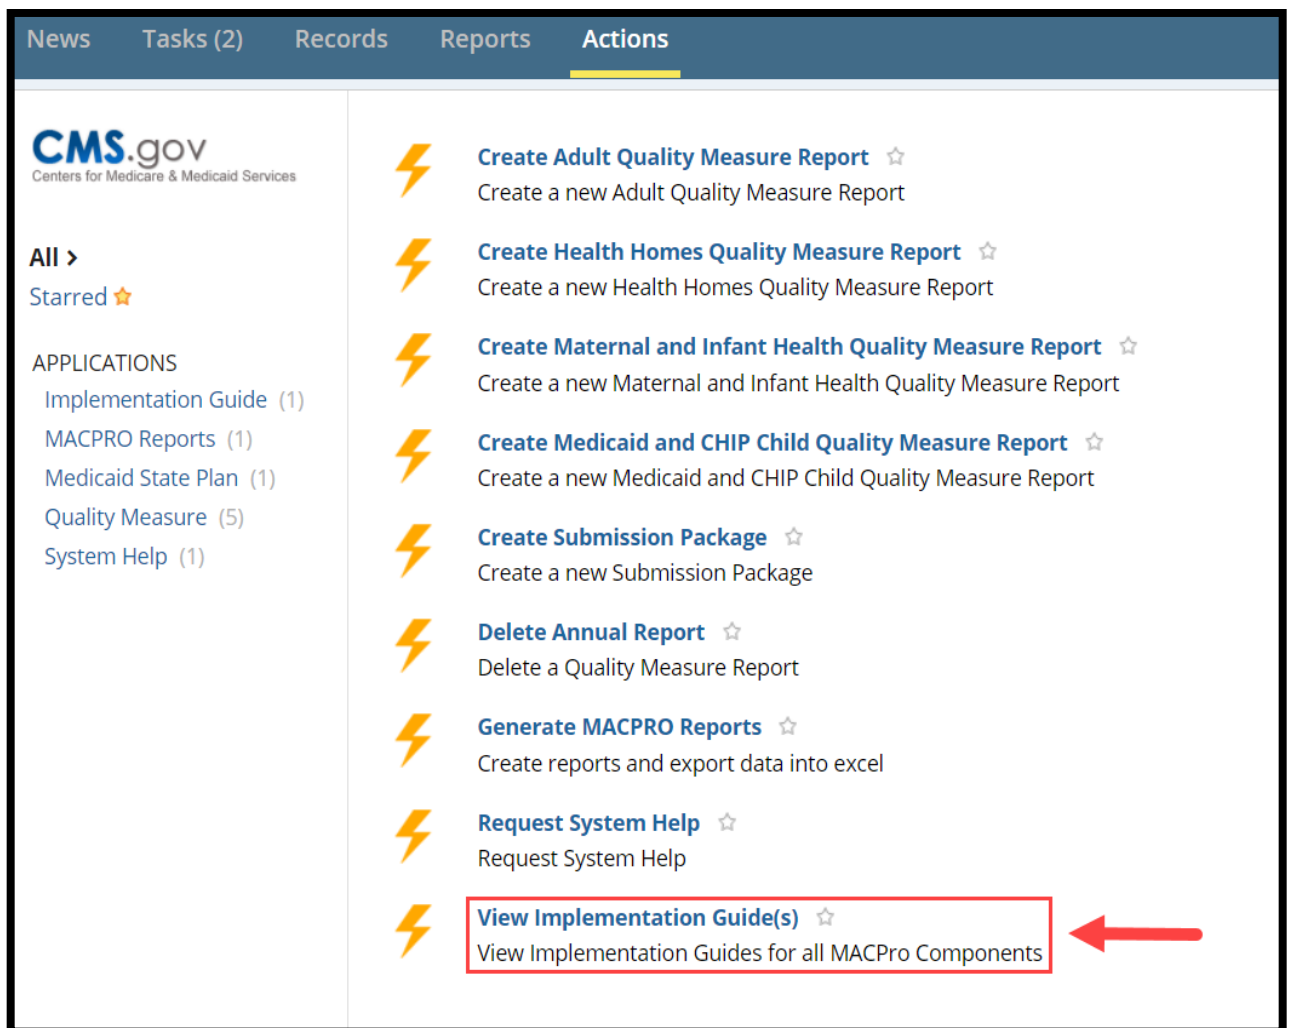 News Tasks (2) Records Reports Actions
CMS.gov
Centers for Medicare & Medicaid Services
All >
Starred
APPLICATIONS
Implementation Guide (1)
MACPRO Reports (1)
Medicaid State Plan (1)
Quality Measure (5)
System Help (1)
Create Adult Quality Measure Report
Create a new Adult Quality Measure Report
Create Health Homes Quality Measure Report
Create a new Health Homes Quality Measure Report
Create Maternal and Infant Health Quality Measure Report
Create a new Maternal and Infant Health Quality Measure Report
Create Medicaid and CHIP Child Quality Measure Report
Create a new Medicaid and CHIP Child Quality Measure Report
Create Submission Package
Create a new Submission Package
Delete Annual Report
Delete a Quality Measure Report
Generate MACPRO Reports
Create reports and export data into excel
Request System Help
Request System Help
View Implementation Guide(s)
View Implementation Guides for all MACPro Components